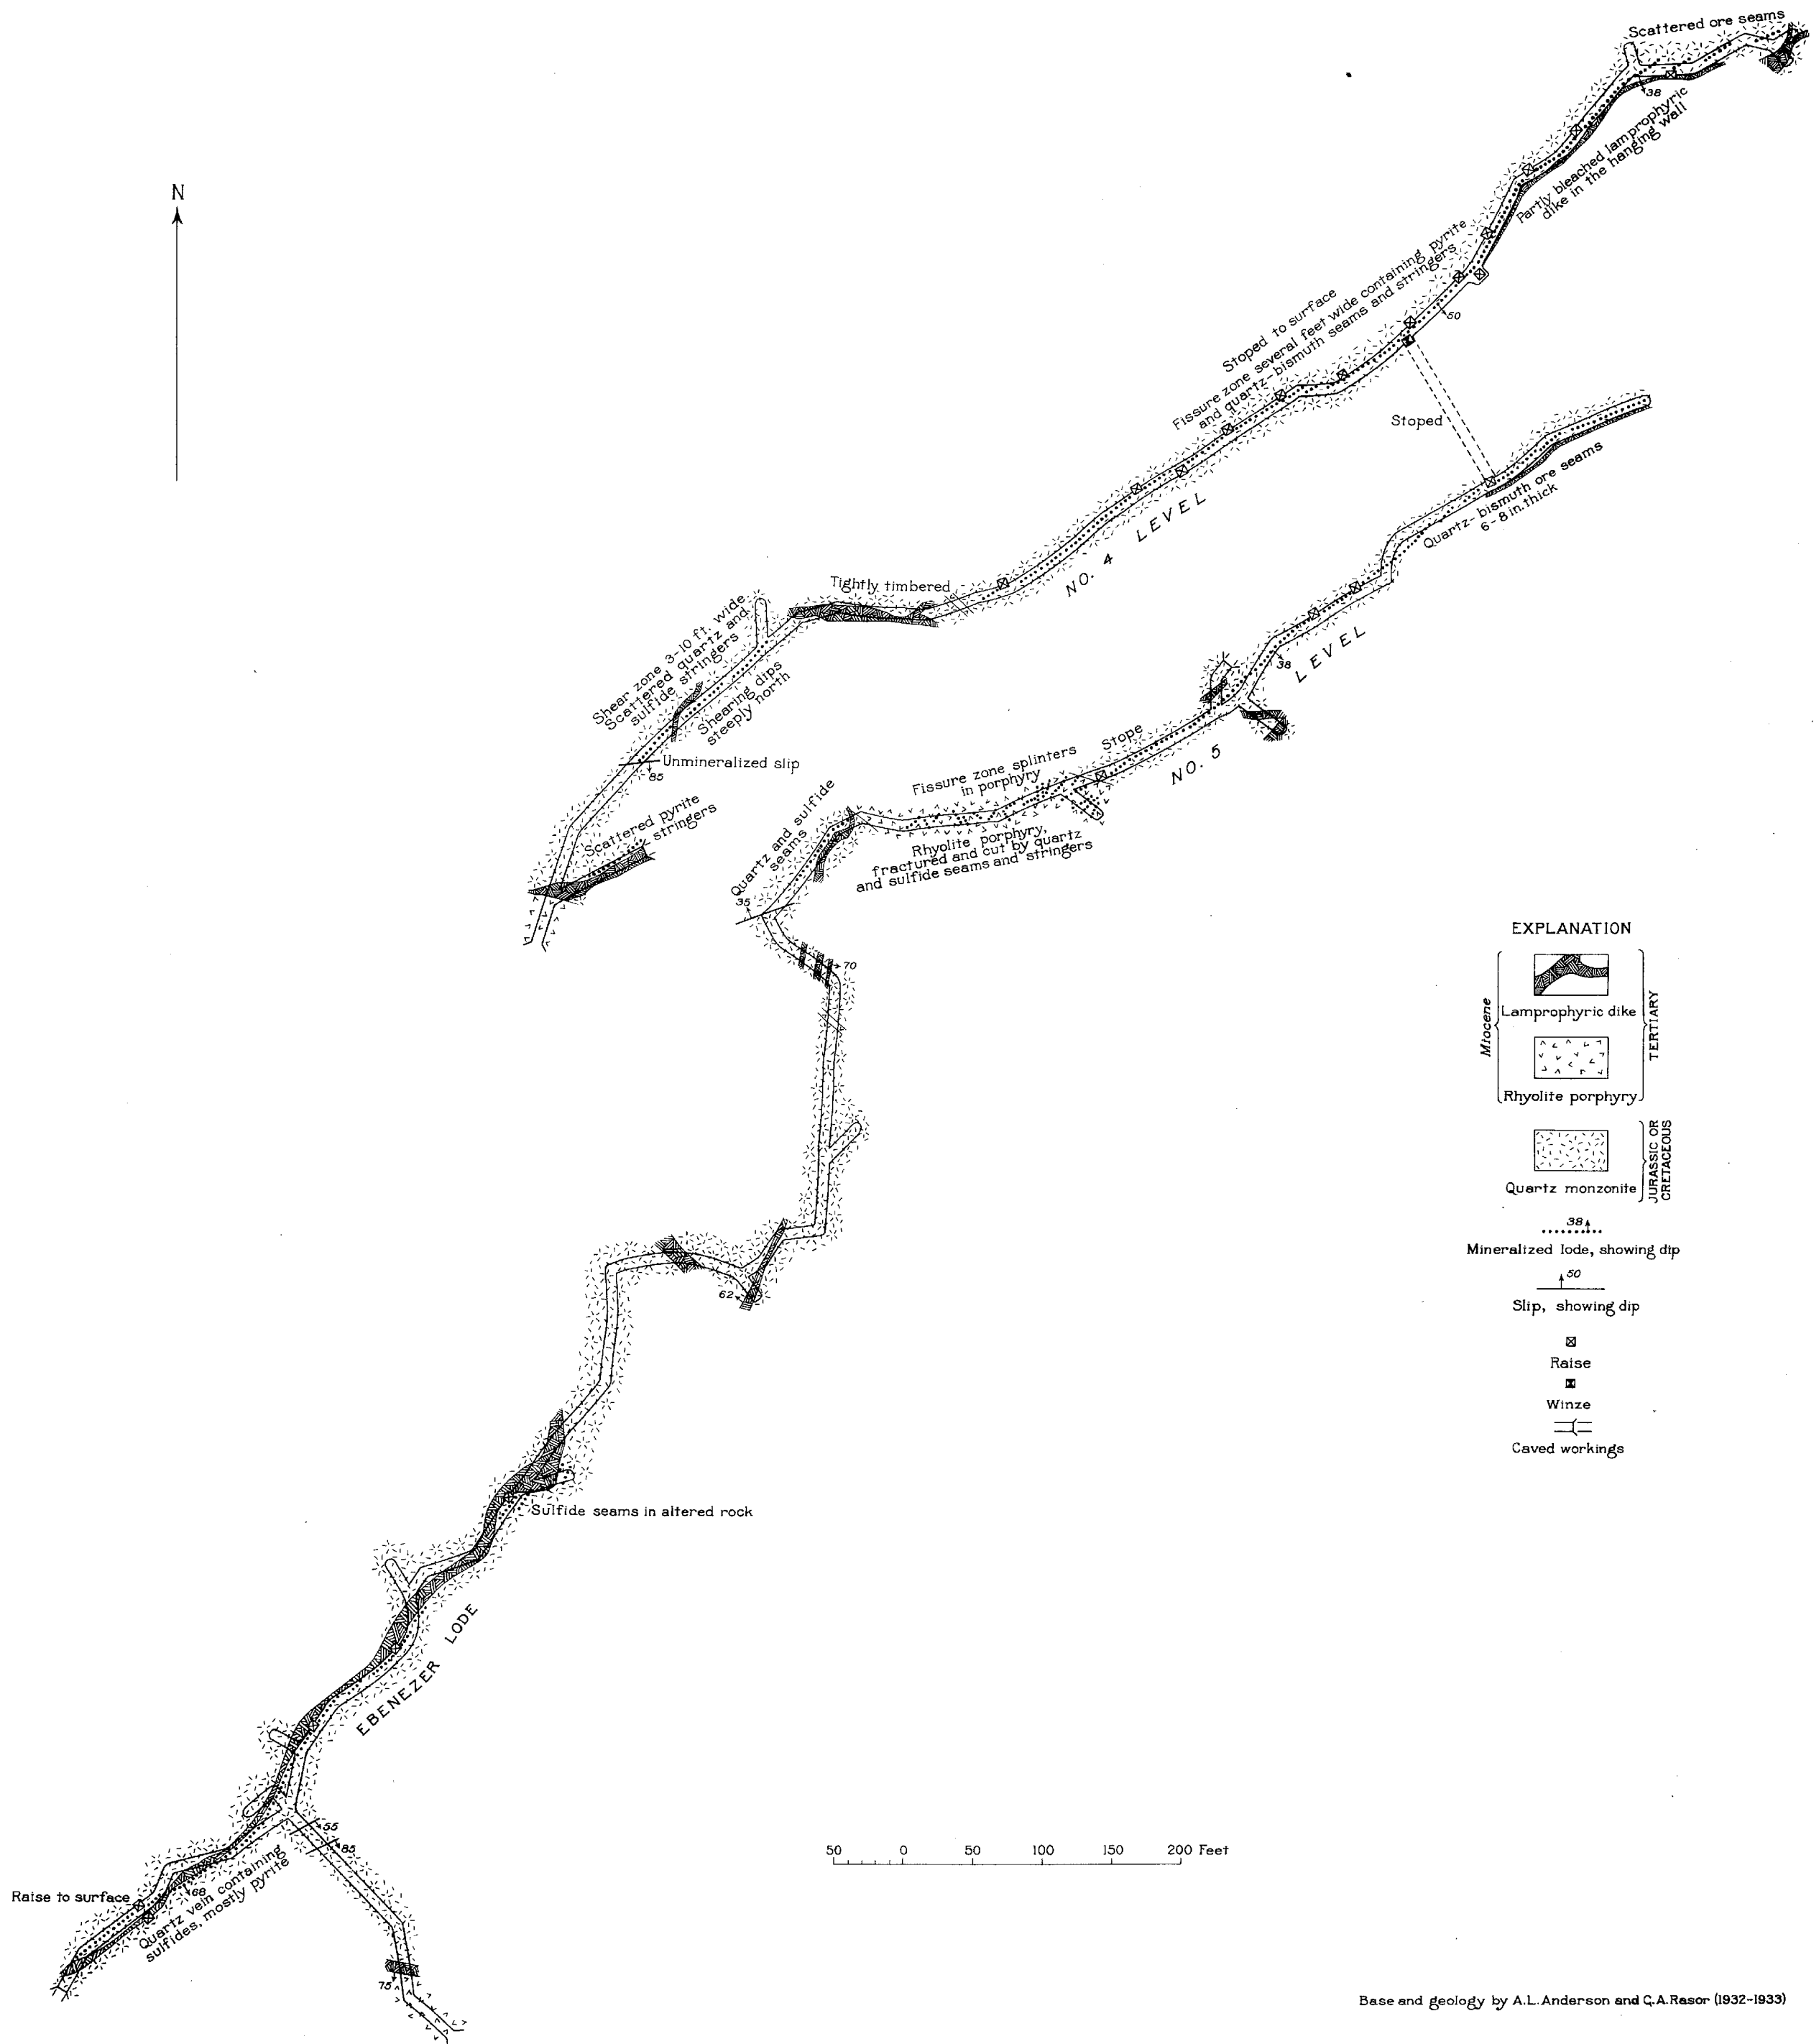 Scattered ore seams
N
38
Partly bleached lamprophyric
dike in the hanging wall
Stoped to surface
Fissure zone several feet wide containing pyrite
and quartz-bismuth seams and stringers
50
Stoped
Quartz-bismuth ore seams
6-8 in. thick
NO. 4 LEVEL
Tightly timbered
Shear zone 3-10 ft. wide
Scattered quartz and
sulfide stringers
Shearing dips
steeply north
Unmineralized slip
85
38
NO. 5 LEVEL
Stope
Fissure zone splinters
in porphyry
Rhyolite porphyry,
fractured and cut by quartz
and sulfide seams and stringers
Scattered pyrite
stringers
Quartz and sulfide
seams
35
70
62
Sulfide seams in altered rock
EBENEZER LODE
55
85
68
Raise to surface
Quartz vein containing
sulfides, mostly pyrite
75
EXPLANATION
Lamprophyric dike
Rhyolite porphyry
Miocene
TERTIARY
Quartz monzonite
JURASSIC OR
CRETACEOUS
38
Mineralized lode, showing dip
50
Slip, showing dip
Raise
Winze
Caved workings
50 0 50 100 150 200 Feet
Base and geology by A.L. Anderson and G.A. Rasor (1932-1933)